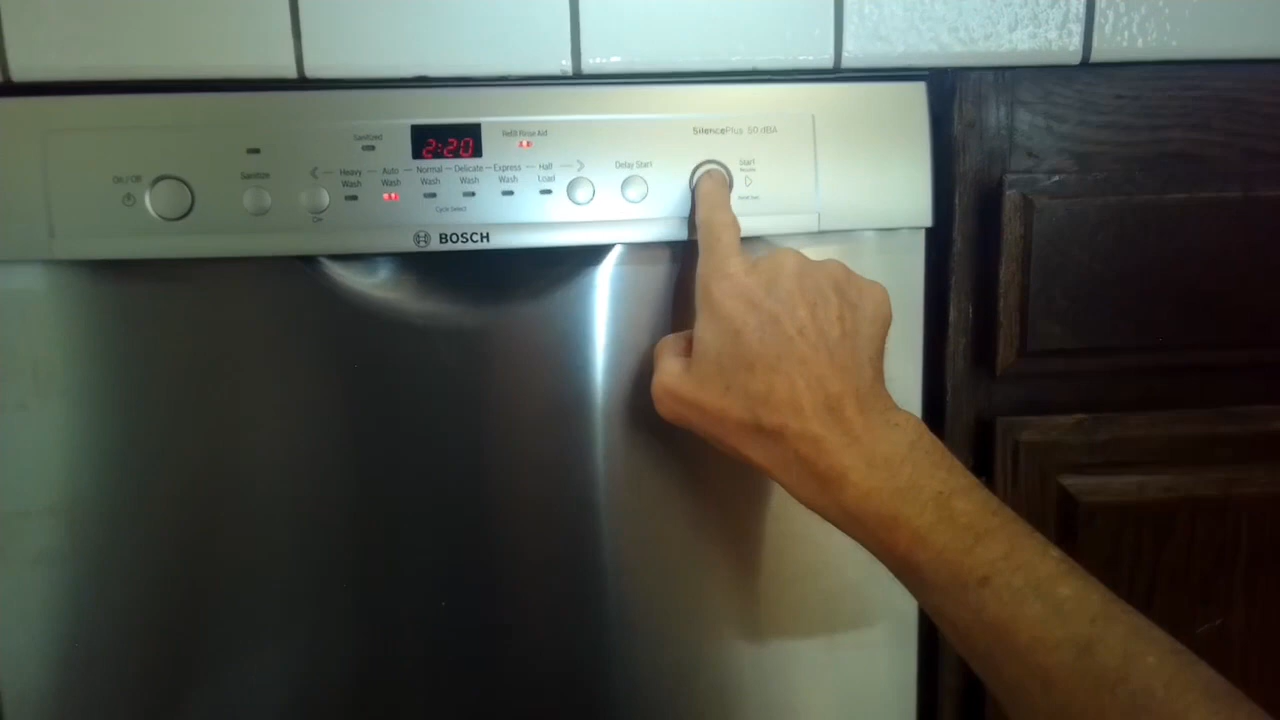 SilencePlus 50 dBA
Sanitized
2:20
Refill Rinse Aid
On/Off
Sanitize
Heavy Wash
Auto Wash
Normal Wash
Delicate Wash
Express Wash
Half Load
Delay Start
Start
Cycle Select
BOSCH